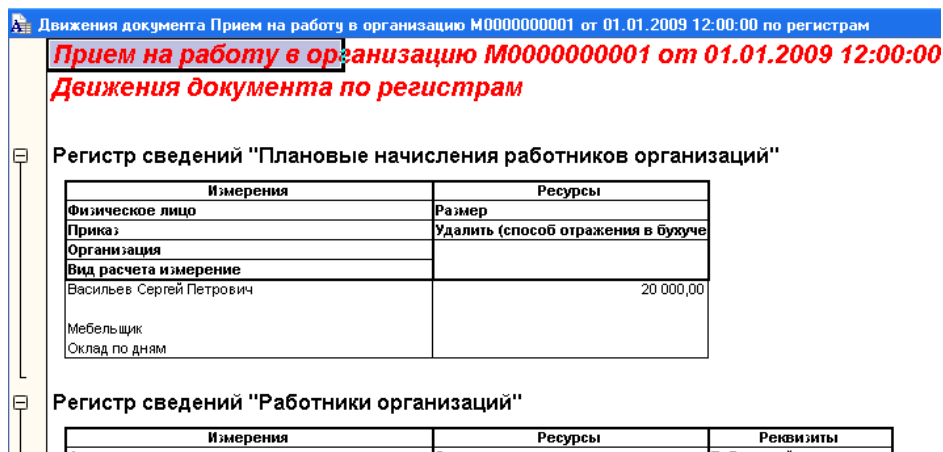 Движения документа Прием на работу в организацию М0000000001 от 01.01.2009 12:00:00 по регистрам
Прием на работу в организацию М0000000001 от 01.01.2009 12:00:00
Движения документа по регистрам
Регистр сведений "Плановые начисления работников организаций"
Измерения Ресурсы
Физическое лицо Размер
Приказ Удалить (способ отражения в бухуче
Организация
Вид расчета измерение
Васильев Сергей Петрович 20 000,00
Мебельщик
Оклад по дням
Регистр сведений "Работники организаций"
Измерения Ресурсы Реквизиты